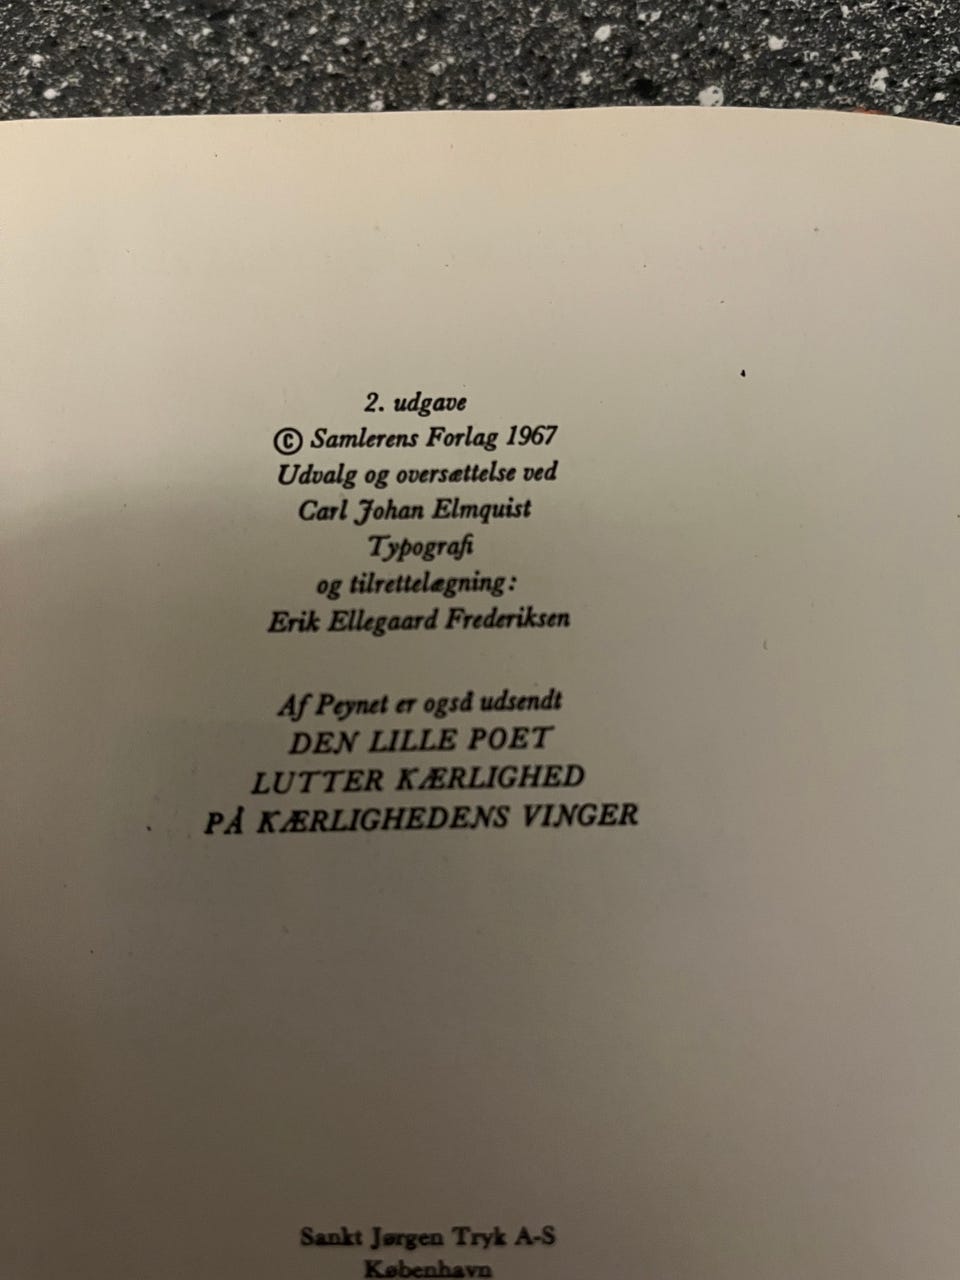 2. udgave
© Samlerens Forlag 1967
Udvalg og oversættelse ved
Carl Johan Elmquist
Typografi
og tilrettelægning:
Erik Ellegaard Frederiksen
Af Peynet er også udsendt
DEN LILLE POET
LUTTER KÆRLIGHED
PÅ KÆRLIGHEDENS VINGER
Sankt Jørgen Tryk A-S
København